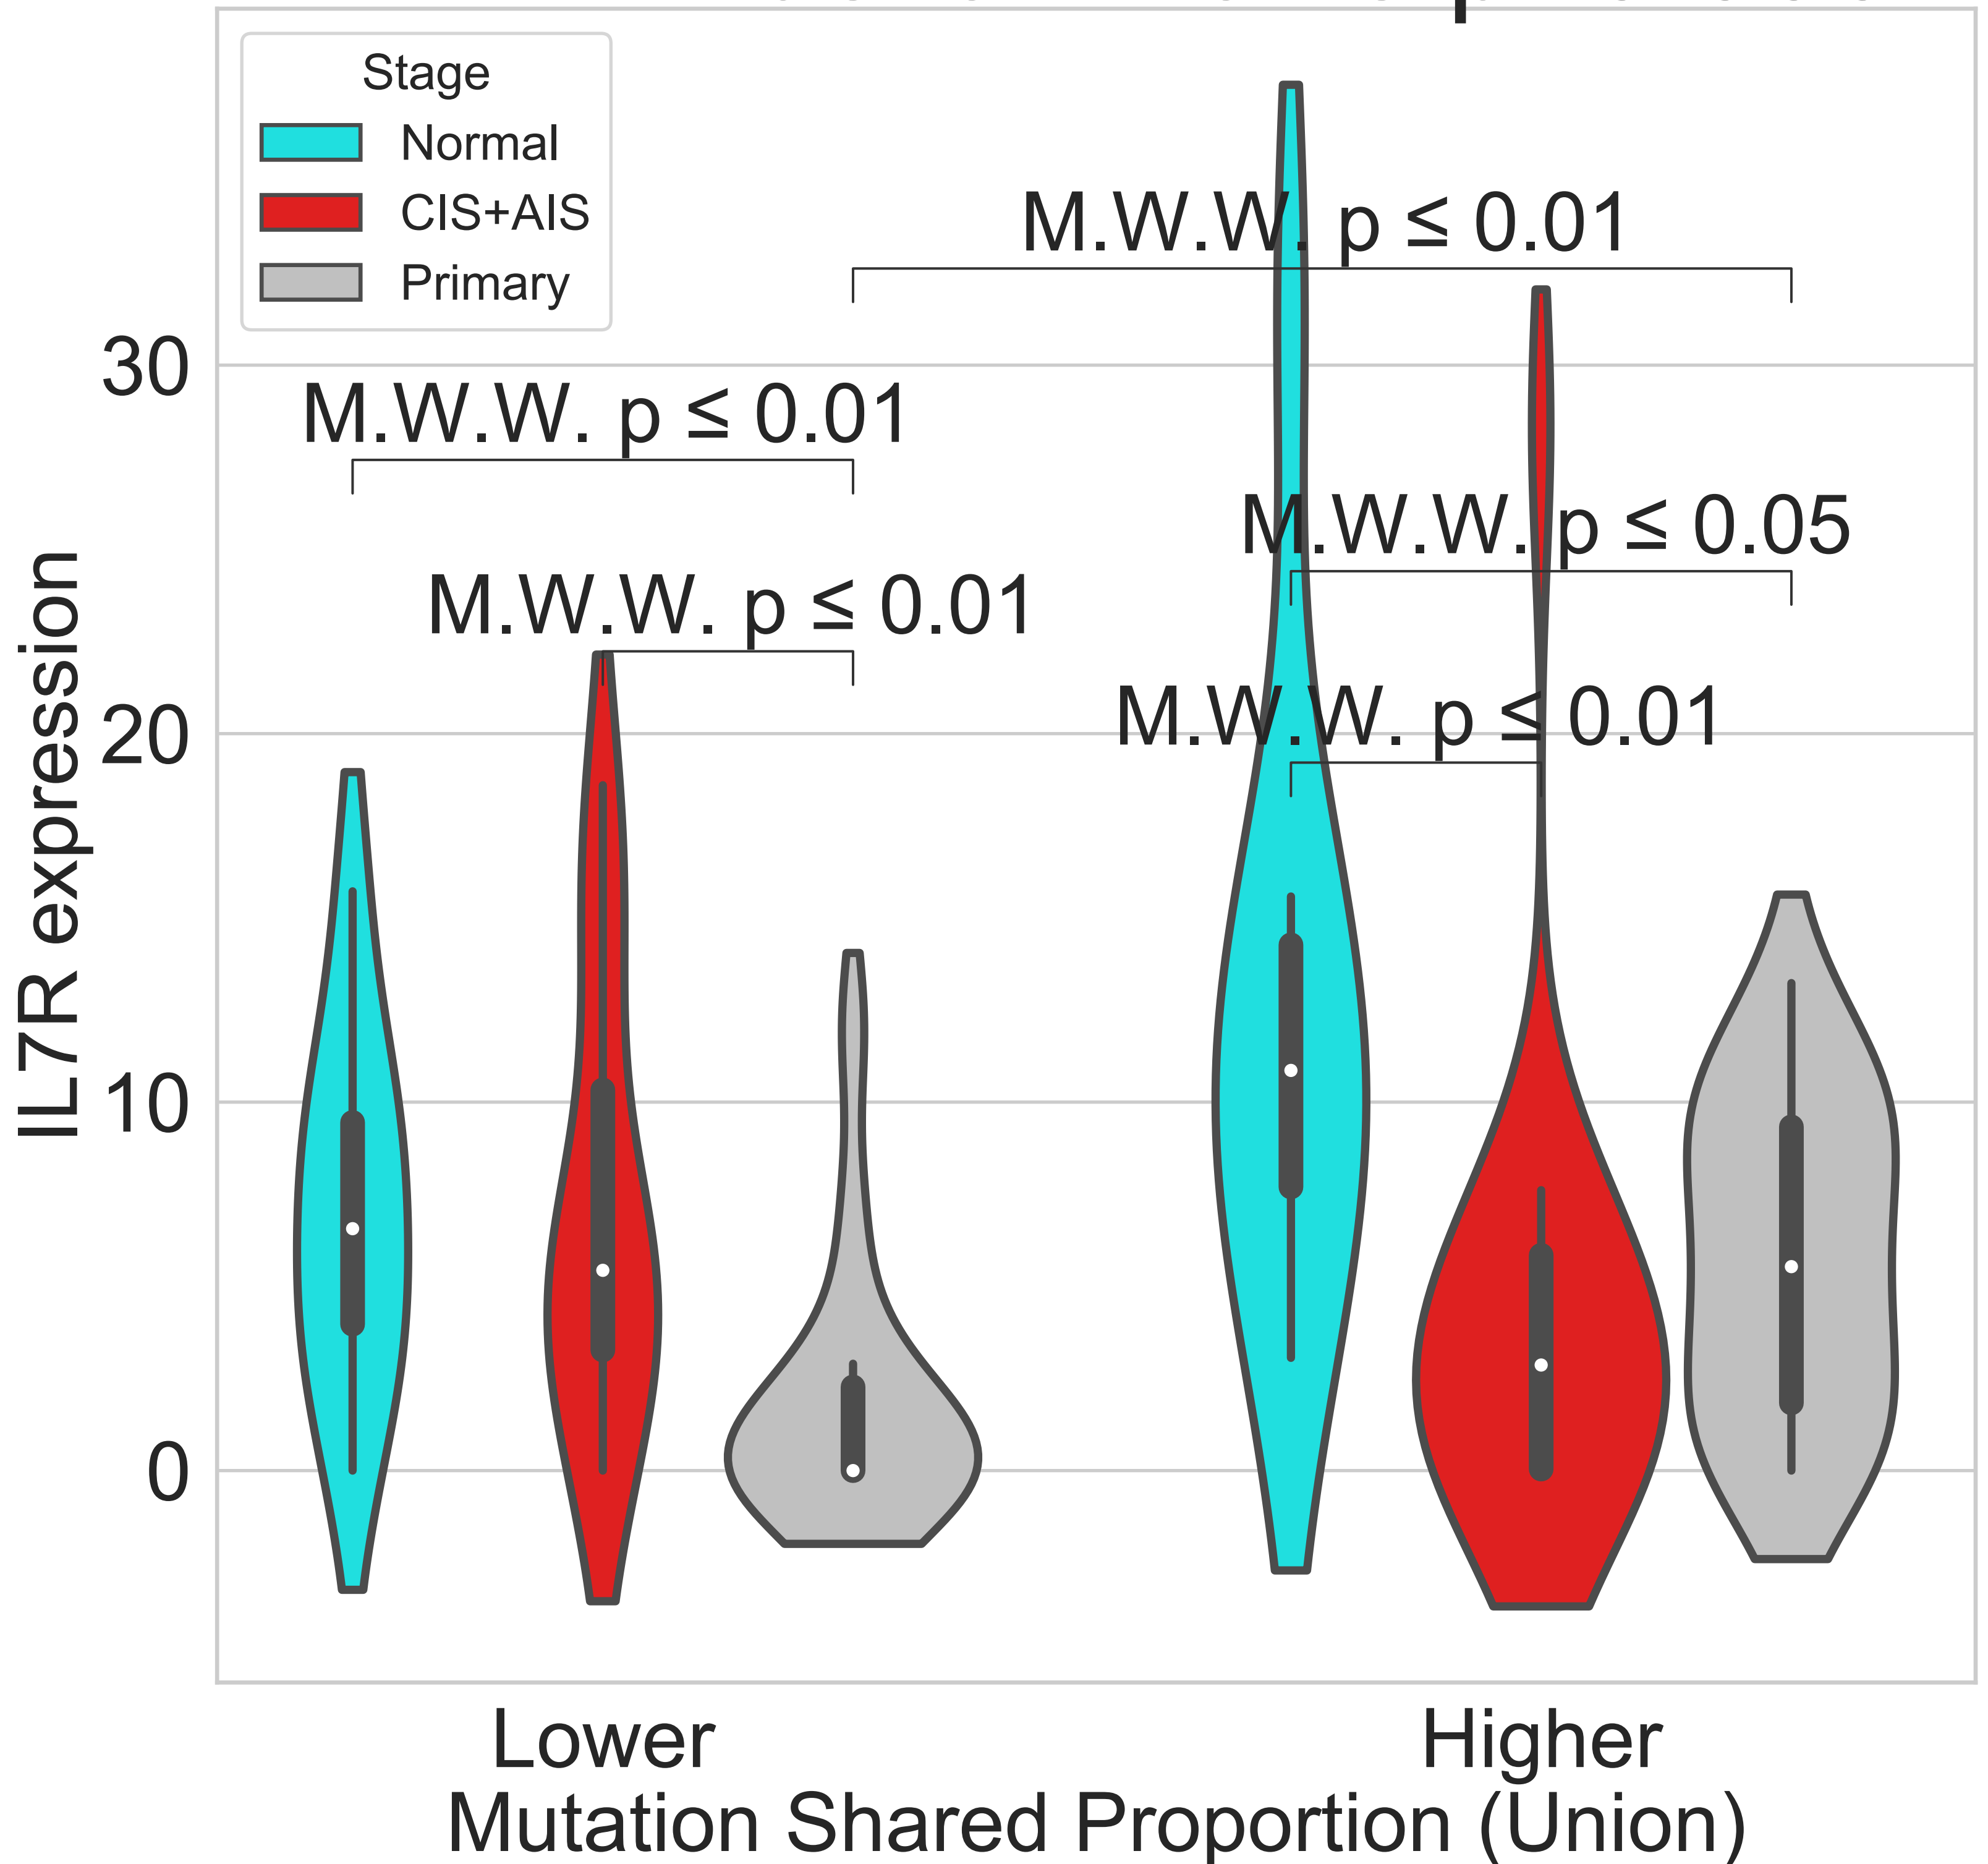 Stage
Normal
CIS+AIS
Primary
M.W.W. p ≤ 0.01
30
M.W.W. p ≤ 0.01
M.W.W. p ≤ 0.05
M.W.W. p ≤ 0.01
M.W.W. p ≤ 0.01
20
10
0
IL7R expression
Lower
Higher
Mutation Shared Proportion (Union)